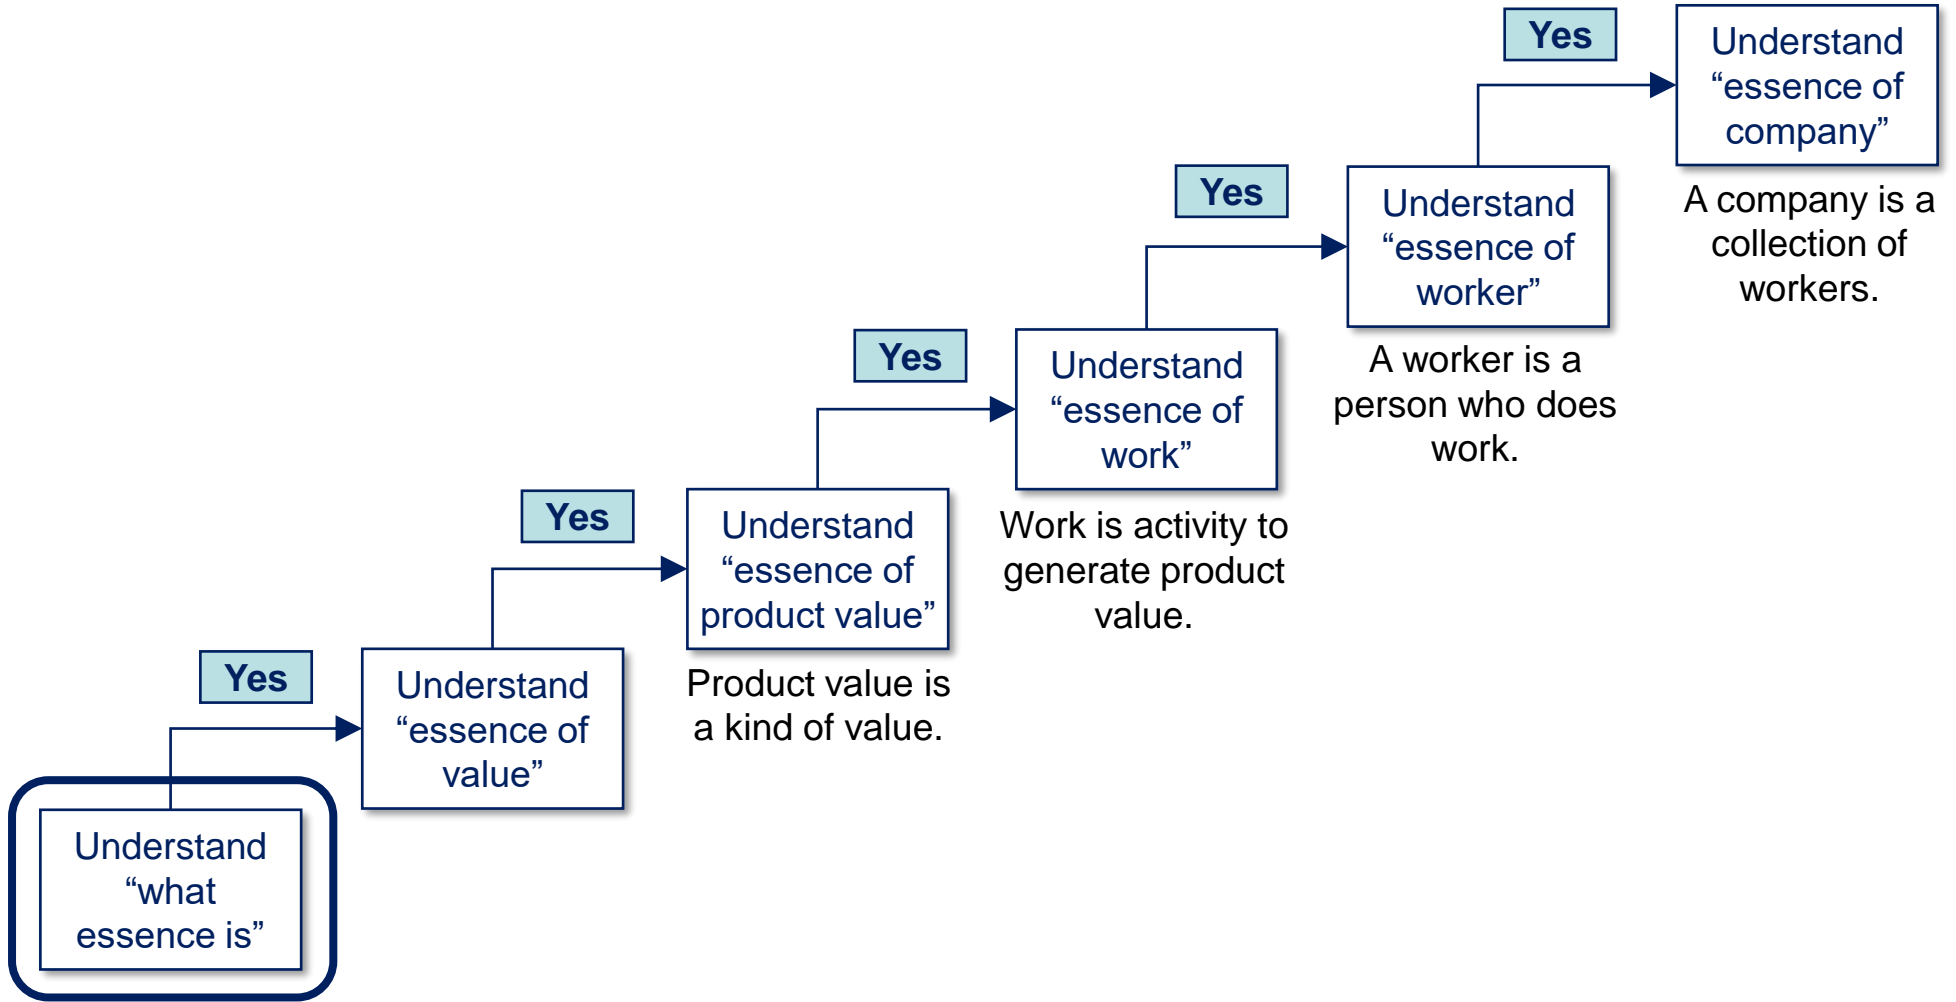 Understand
“what
essence is”
Yes
Understand
“essence of
value”
Yes
Understand
“essence of
product value”
Product value is
a kind of value.
Yes
Understand
“essence of
work”
Work is activity to
generate product
value.
Yes
Understand
“essence of
worker”
A worker is a
person who does
work.
Yes
Understand
“essence of
company”
A company is a
collection of
workers.